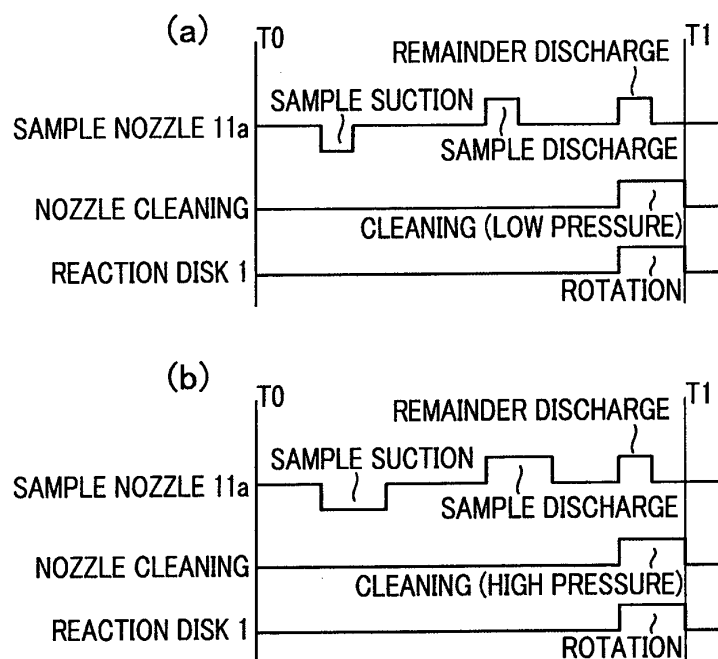 (a)
T0
T1
REMAINDER DISCHARGE
SAMPLE SUCTION
SAMPLE NOZZLE 11a
SAMPLE DISCHARGE
NOZZLE CLEANING
CLEANING (LOW PRESSURE)
REACTION DISK 1
ROTATION
(b)
T0
T1
REMAINDER DISCHARGE
SAMPLE SUCTION
SAMPLE NOZZLE 11a
SAMPLE DISCHARGE
NOZZLE CLEANING
CLEANING (HIGH PRESSURE)
REACTION DISK 1
ROTATION